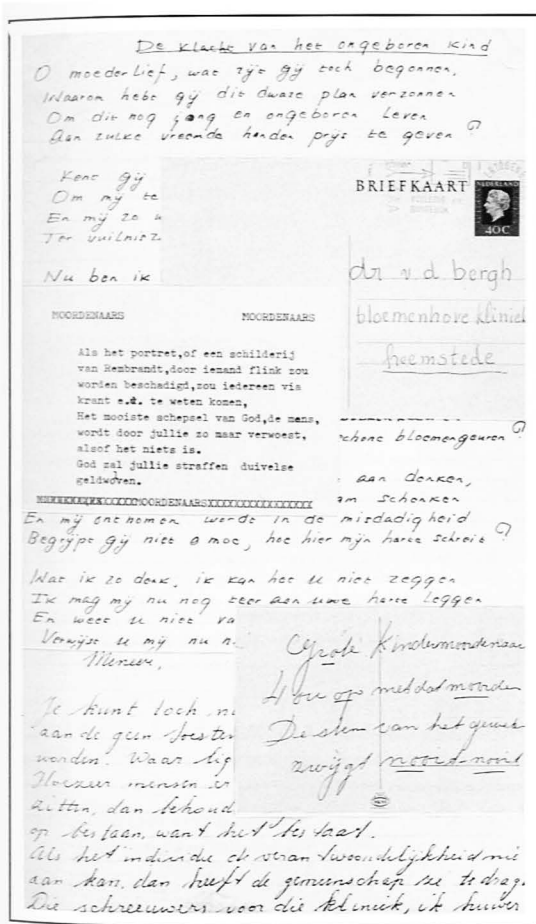 De klacht van het ongeboren kind
O moederlief, wat zijt gij toch begonnen,
Waarom hebt gij dit dwaze plan verzonnen
Om dit nog jong en ongeboren leven
Aan zulke vreemde handen prijs te geven?
Kent gij
Om mij te
En mij zo
Ter
Nu ben ik
BRIEFKAART
NEDERLAND
40C
dr v.d bergh
bloemenhove kliniek
heemstede
MOORDENAARS MOORDENAARS
Als het portret,of een schilderij
van Rembrandt,door iemand flink zou
worden beschadigd,zou iedereen via
krant e.d. te weten komen,
Het mooiste schepsel van God,de mens,
wordt door jullie zo maar verwoest,
alsof het niets is.
God zal jullie straffen duivelse
geldwolven.
MOORDENAARS
schone bloemengeuren?
aan denken,
schenken
En mij ontnomen worde in de misdadigheid
Begrijpt gij niet o moe, hoe hier mijn harte schreit?
Wat ik zo denk, ik kan het u niet zeggen
Ik mag mij nu nog teer aan uwe harte leggen
En weet u niet
Verwijst u mij nu
Meneer,
Je kunt toch
aan de geen
worden. Waar
mensen er
zitten, dan behoud
op bestaan, want het bestaat.
Als het individu de verantwoordelijkheid
aan kan, dan heeft de gemeenschap
Die schreeuwers voor die kliniek, ik huiver
Grote Kindermoordenaar
Hou op met dat moorden
De stem van het geweten
zwijgt nooit nooit